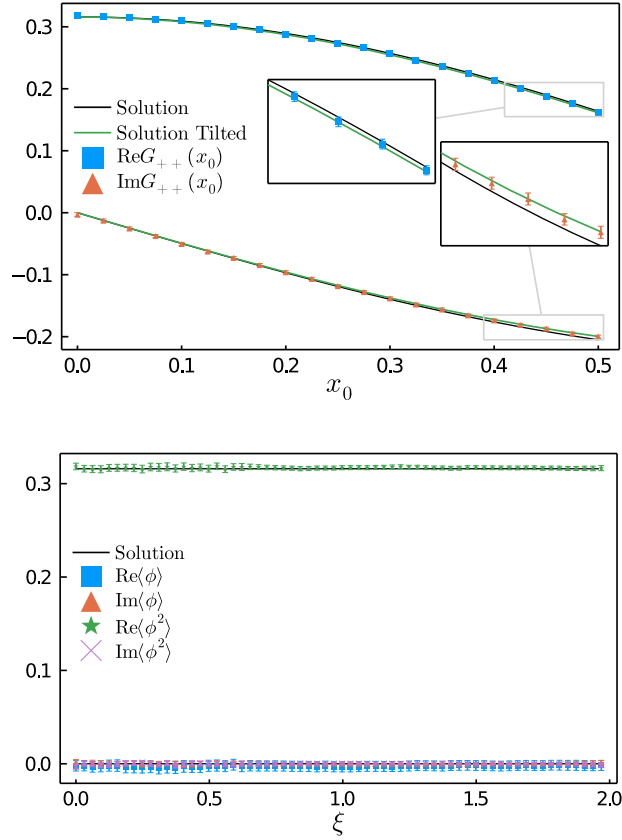 0.3
0.2
0.1
0.0
−0.1
−0.2
Solution
Solution Tilted
ReG₊₊(x₀)
ImG₊₊(x₀)
0.0 0.1 0.2 0.3 0.4 0.5
x₀
0.3
0.2
0.1
0.0
Solution
Re⟨ϕ⟩
Im⟨ϕ⟩
Re⟨ϕ²⟩
Im⟨ϕ²⟩
0.0 0.5 1.0 1.5 2.0
ξ